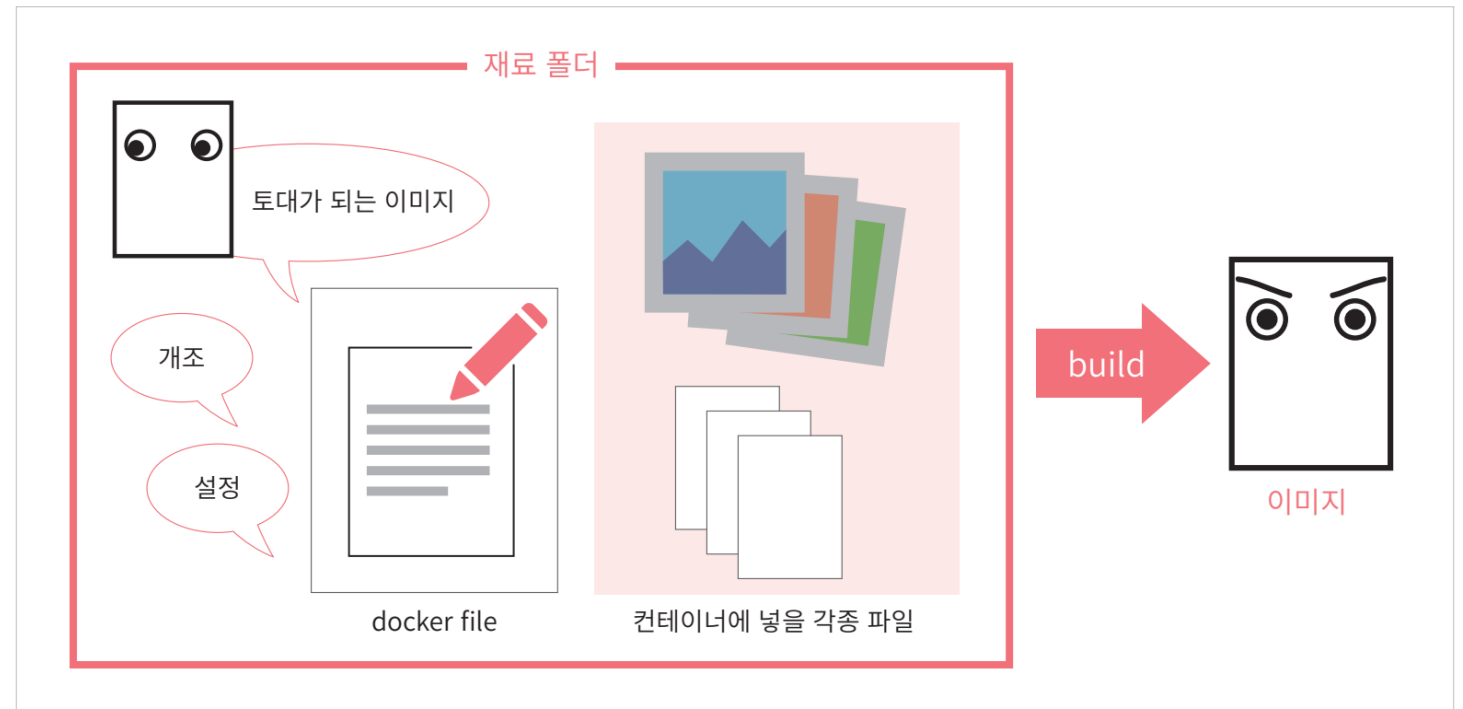 재료 폴더
토대가 되는 이미지
개조
설정
docker file
컨테이너에 넣을 각종 파일
build
이미지